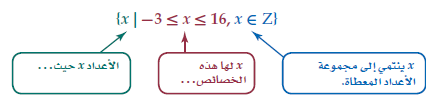 {x | −3 ≤ x ≤ 16, x ∈ Z}
الأعداد x حيث...
x لها هذه
الخصائص...
x ينتمي إلى مجموعة
الأعداد المعطاة.